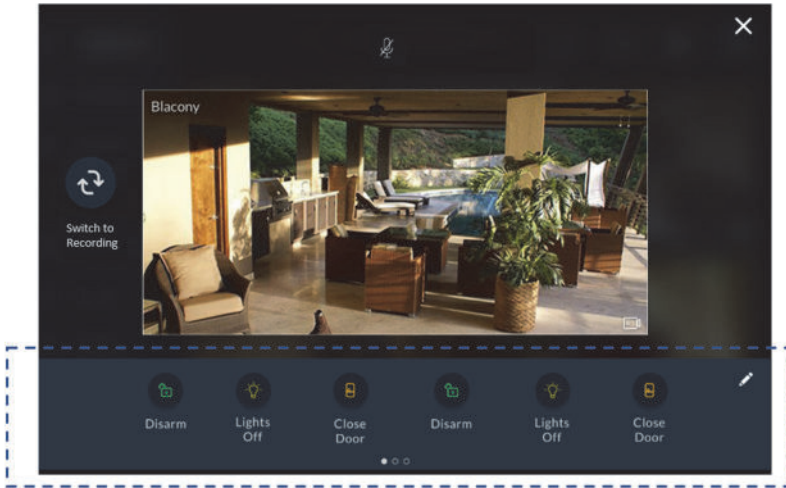 Blacony
Switch to
Recording
Disarm
Lights
Off
Close
Door
Disarm
Lights
Off
Close
Door